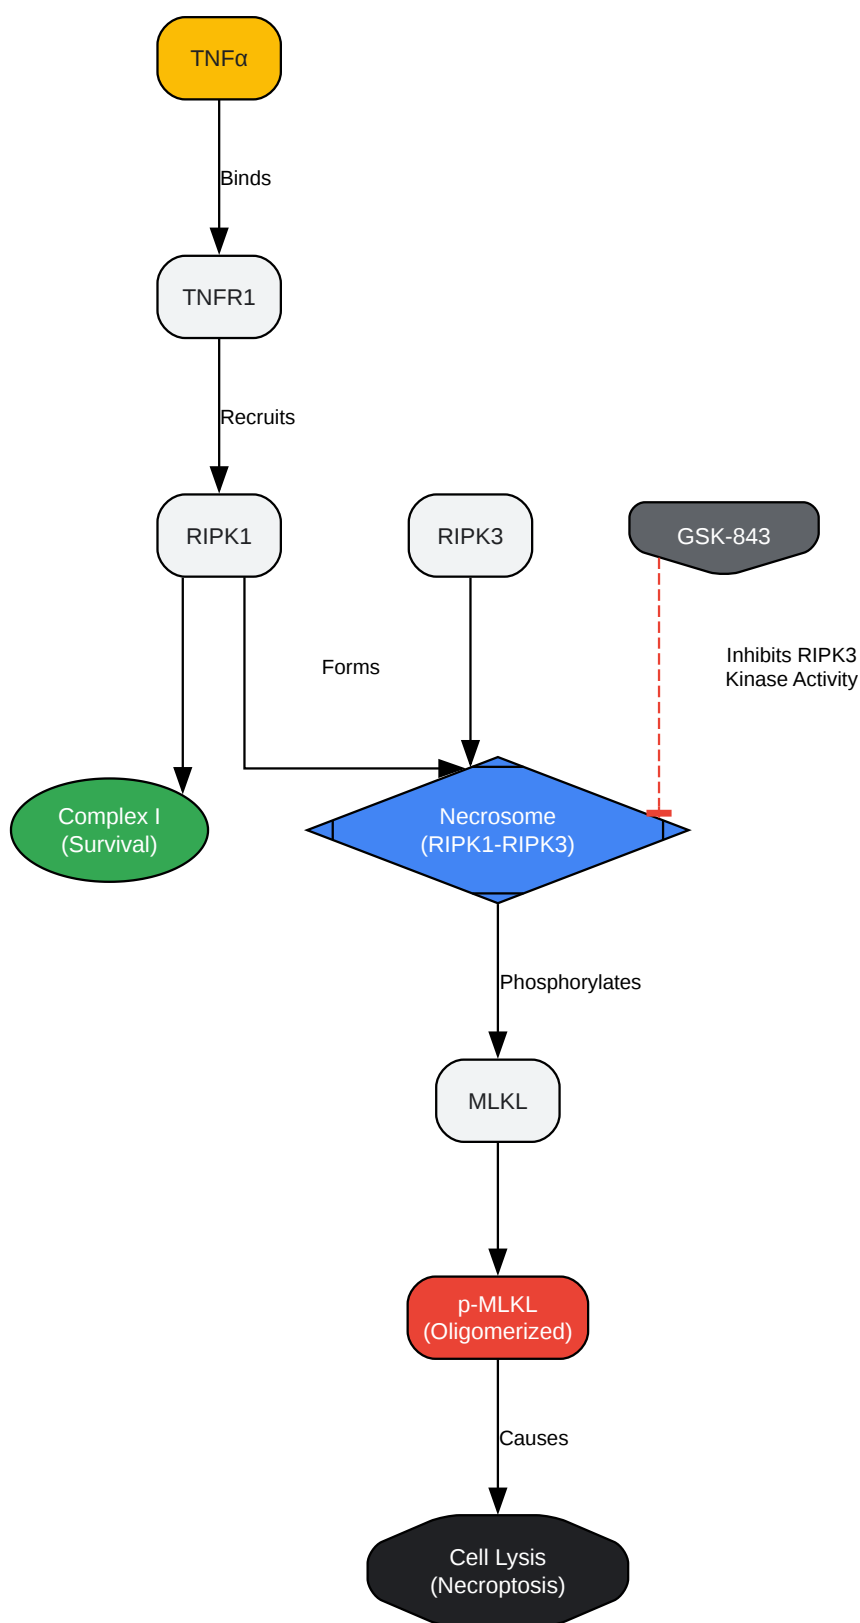 TNFα
Binds
TNFR1
Recruits
RIPK1
RIPK3
GSK-843
Forms
Inhibits RIPK3
Kinase Activity
Complex I
(Survival)
Necrosome
(RIPK1-RIPK3)
Phosphorylates
MLKL
p-MLKL
(Oligomerized)
Causes
Cell Lysis
(Necroptosis)